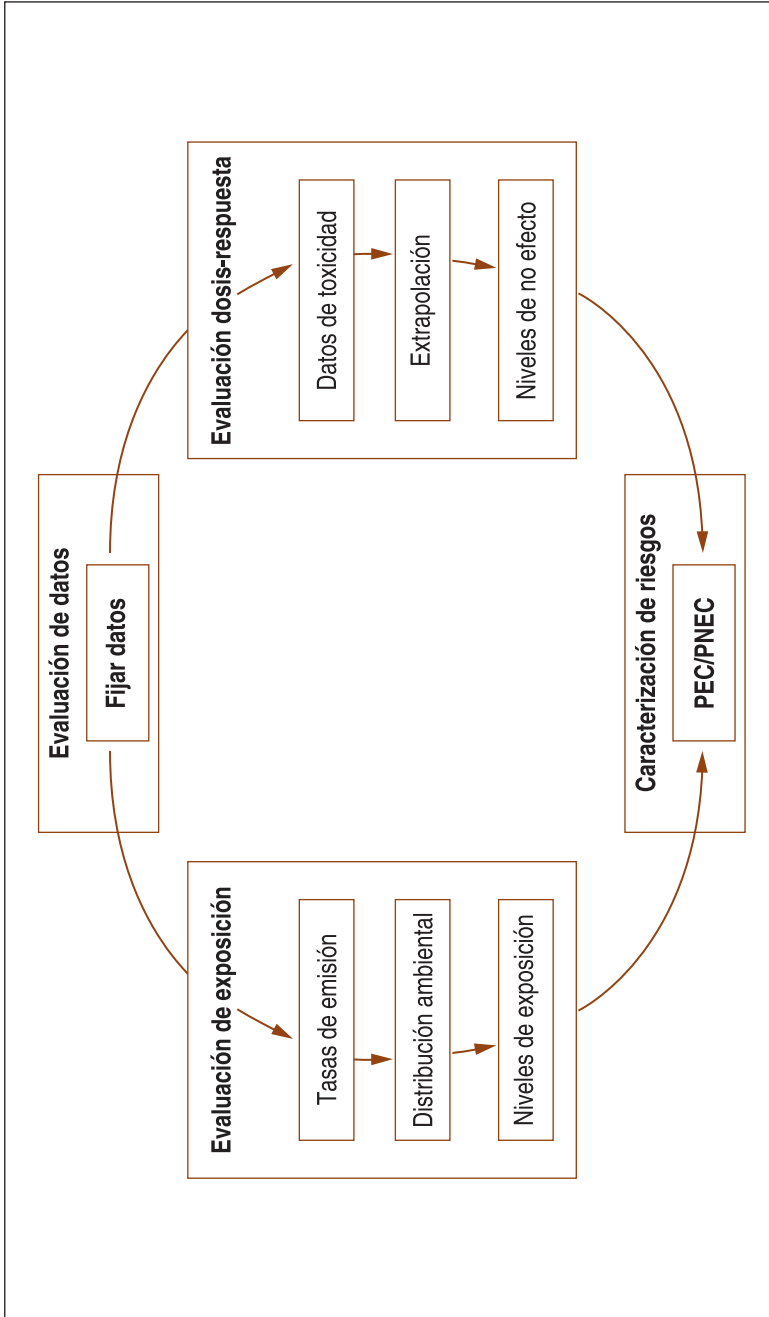 Evaluación de datos
Fijar datos
Evaluación de exposición
Tasas de emisión
Distribución ambiental
Niveles de exposición
Evaluación dosis-respuesta
Datos de toxicidad
Extrapolación
Niveles de no efecto
Caracterización de riesgos
PEC/PNEC